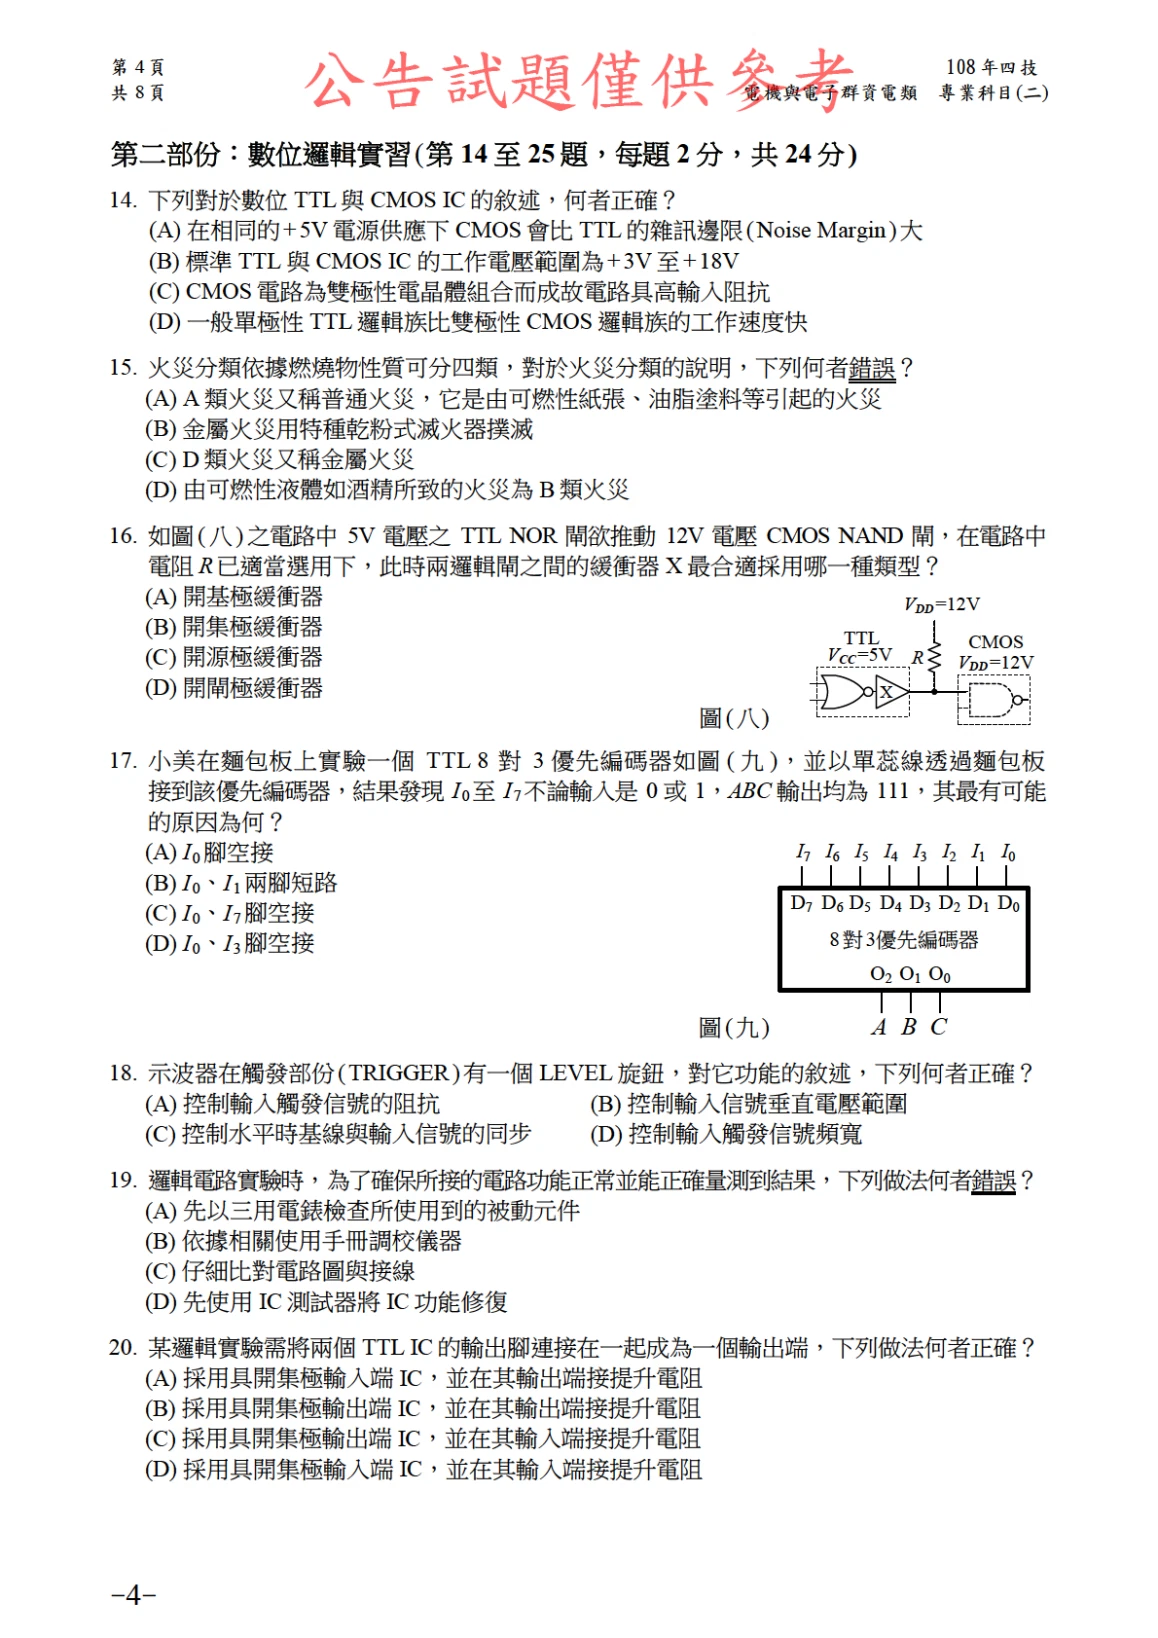 第 4 頁
共 8 頁
公告試題僅供參考
108 年四技
電機與電子群資電類 專業科目(二)
第二部份：數位邏輯實習(第 14 至 25 題，每題 2 分，共 24 分)
14. 下列對於數位 TTL 與 CMOS IC 的敘述，何者正確？
(A) 在相同的+5V 電源供應下 CMOS 會比 TTL 的雜訊邊限(Noise Margin)大
(B) 標準 TTL 與 CMOS IC 的工作電壓範圍為+3V 至+18V
(C) CMOS 電路為雙極性電晶體組合而成故電路具高輸入阻抗
(D) 一般單極性 TTL 邏輯族比雙極性 CMOS 邏輯族的工作速度快
15. 火災分類依據燃燒物性質可分四類，對於火災分類的說明，下列何者錯誤？
(A) A 類火災又稱普通火災，它是由可燃性紙張、油脂塗料等引起的火災
(B) 金屬火災用特種乾粉式滅火器撲滅
(C) D 類火災又稱金屬火災
(D) 由可燃性液體如酒精所致的火災為 B 類火災
16. 如圖(八)之電路中 5V 電壓之 TTL NOR 閘欲推動 12V 電壓 CMOS NAND 閘，在電路中
電阻 R 已適當選用下，此時兩邏輯閘之間的緩衝器 X 最合適採用哪一種類型？
(A) 開基極緩衝器
(B) 開集極緩衝器
(C) 開源極緩衝器
(D) 開閘極緩衝器
VDD=12V
TTL
VCC=5V
R
CMOS
VDD=12V
X
圖(八)
17. 小美在麵包板上實驗一個 TTL 8 對 3 優先編碼器如圖(九)，並以單蕊線透過麵包板
接到該優先編碼器，結果發現 I0 至 I7 不論輸入是 0 或 1，ABC 輸出均為 111，其最有可能
的原因為何？
(A) I0 腳空接
(B) I0、I1 兩腳短路
(C) I0、I7 腳空接
(D) I0、I3 腳空接
I7 I6 I5 I4 I3 I2 I1 I0
D7 D6 D5 D4 D3 D2 D1 D0
8對3優先編碼器
O2 O1 O0
A B C
圖(九)
18. 示波器在觸發部份(TRIGGER)有一個 LEVEL 旋鈕，對它功能的敘述，下列何者正確？
(A) 控制輸入觸發信號的阻抗 (B) 控制輸入信號垂直電壓範圍
(C) 控制水平時基線與輸入信號的同步 (D) 控制輸入觸發信號頻寬
19. 邏輯電路實驗時，為了確保所接的電路功能正常並能正確量測到結果，下列做法何者錯誤？
(A) 先以三用電錶檢查所使用到的被動元件
(B) 依據相關使用手冊調校儀器
(C) 仔細比對電路圖與接線
(D) 先使用 IC 測試器將 IC 功能修復
20. 某邏輯實驗需將兩個 TTL IC 的輸出腳連接在一起成為一個輸出端，下列做法何者正確？
(A) 採用具開集極輸入端 IC，並在其輸出端接提升電阻
(B) 採用具開集極輸出端 IC，並在其輸出端接提升電阻
(C) 採用具開集極輸出端 IC，並在其輸入端接提升電阻
(D) 採用具開集極輸入端 IC，並在其輸入端接提升電阻
-4-